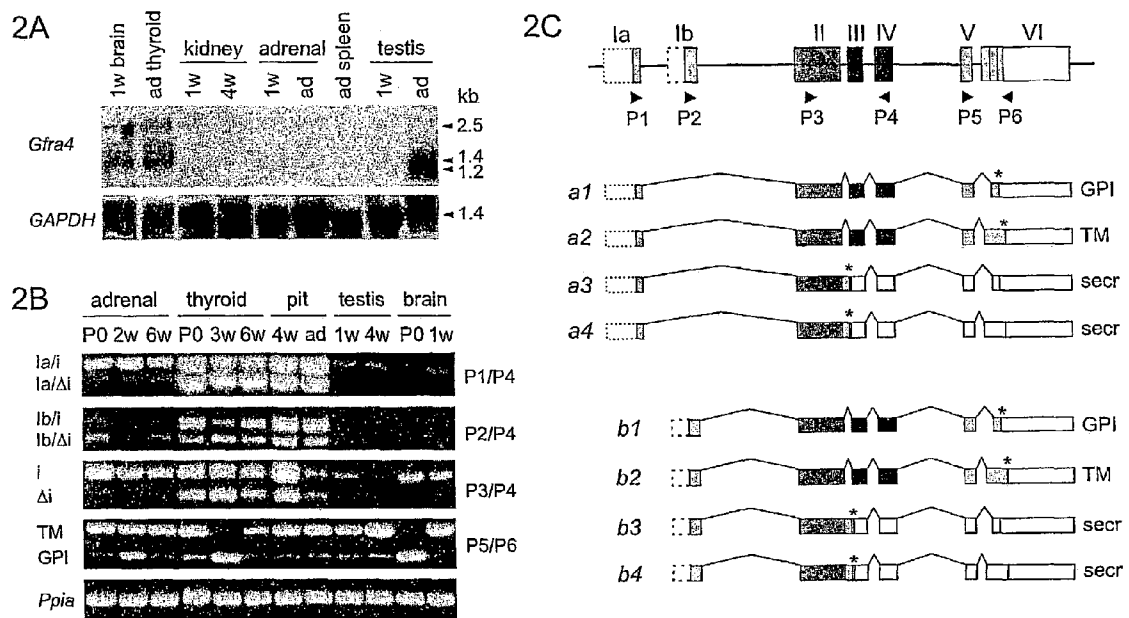 2A
1w brain
ad thyroid
kidney
1w
4w
adrenal
1w
ad
ad spleen
testis
1w
ad
kb
Gfra4
2.5
1.4
1.2
GAPDH
1.4
2B
adrenal thyroid pit testis brain
P0 2w 6w P0 3w 6w 4w ad 1w 4w P0 1w
Ia/i
Ia/Δi
P1/P4
Ib/i
Ib/Δi
P2/P4
i
Δi
P3/P4
TM
GPI
P5/P6
Ppia
2C
Ia Ib II III IV V VI
P1 P2 P3 P4 P5 P6
*
a1 GPI
*
a2 TM
*
a3 secr
*
a4 secr
*
b1 GPI
*
b2 TM
*
b3 secr
*
b4 secr